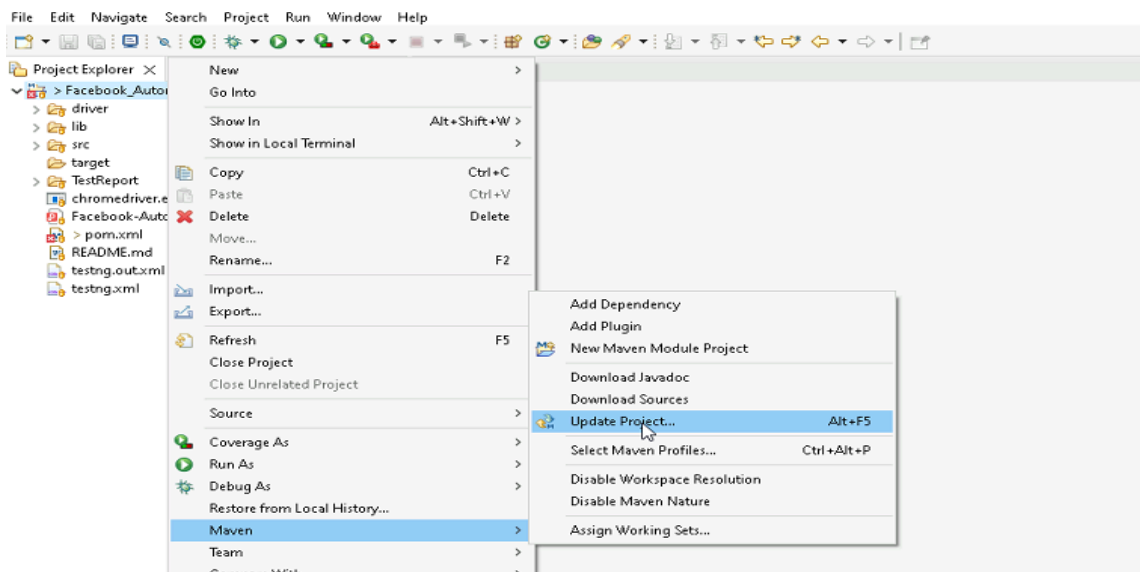 File Edit Navigate Search Project Run Window Help
Project Explorer
> Facebook_Autor
driver
lib
src
target
TestReport
chromedriver.e
Facebook-Auto
> pom.xml
README.md
testng.out.xml
testng.xml
New
Go Into
Show In Alt+Shift+W >
Show in Local Terminal
Copy Ctrl+C
Paste Ctrl+V
Delete Delete
Move...
Rename... F2
Import...
Export...
Refresh F5
Close Project
Close Unrelated Project
Source
Coverage As
Run As
Debug As
Restore from Local History...
Maven
Team
Add Dependency
Add Plugin
New Maven Module Project
Download Javadoc
Download Sources
Update Project... Alt+F5
Select Maven Profiles... Ctrl+Alt+P
Disable Workspace Resolution
Disable Maven Nature
Assign Working Sets...